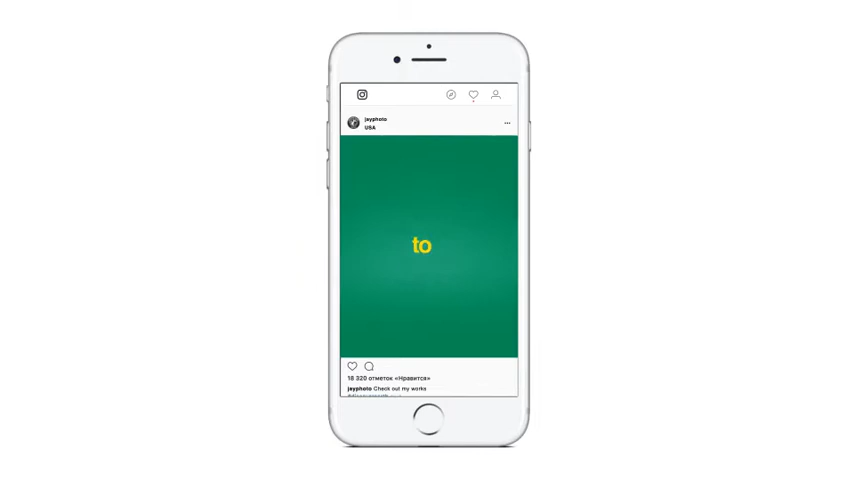 jayphoto
USA
to
18 320 отметок «Нравится»
jayphoto Check out my works